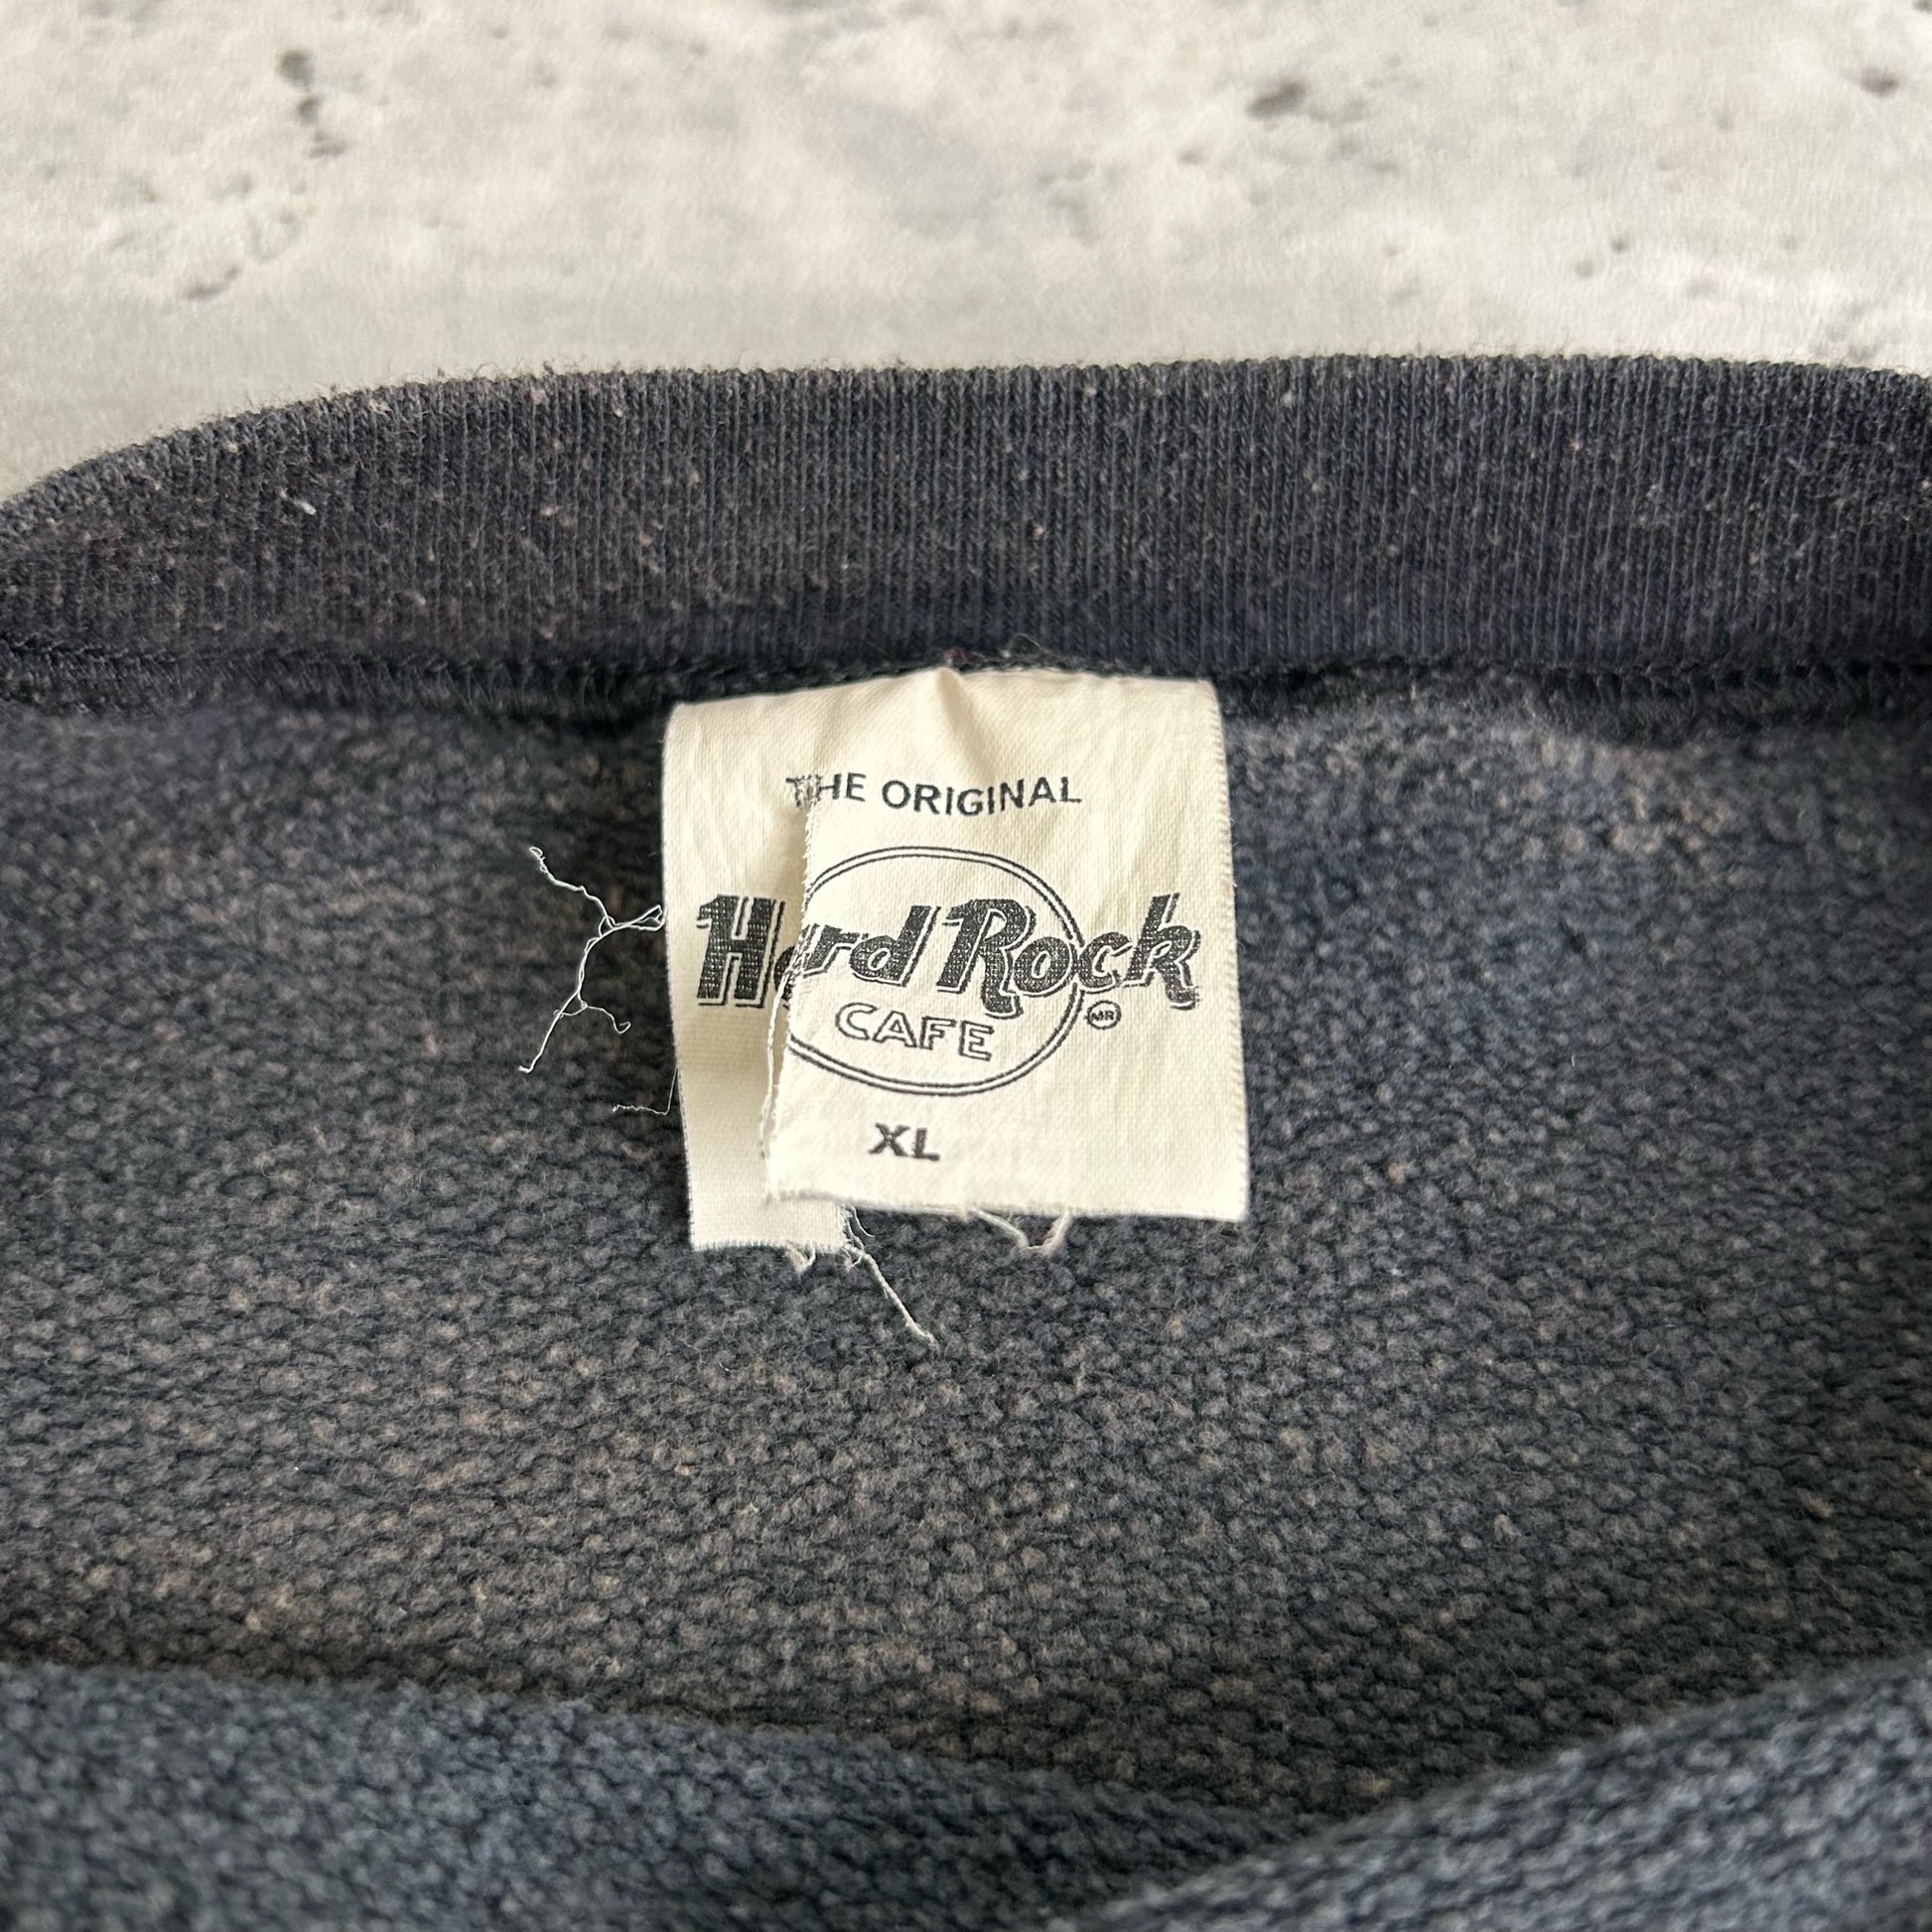 THE ORIGINAL
Hard Rock
CAFE
MR
XL